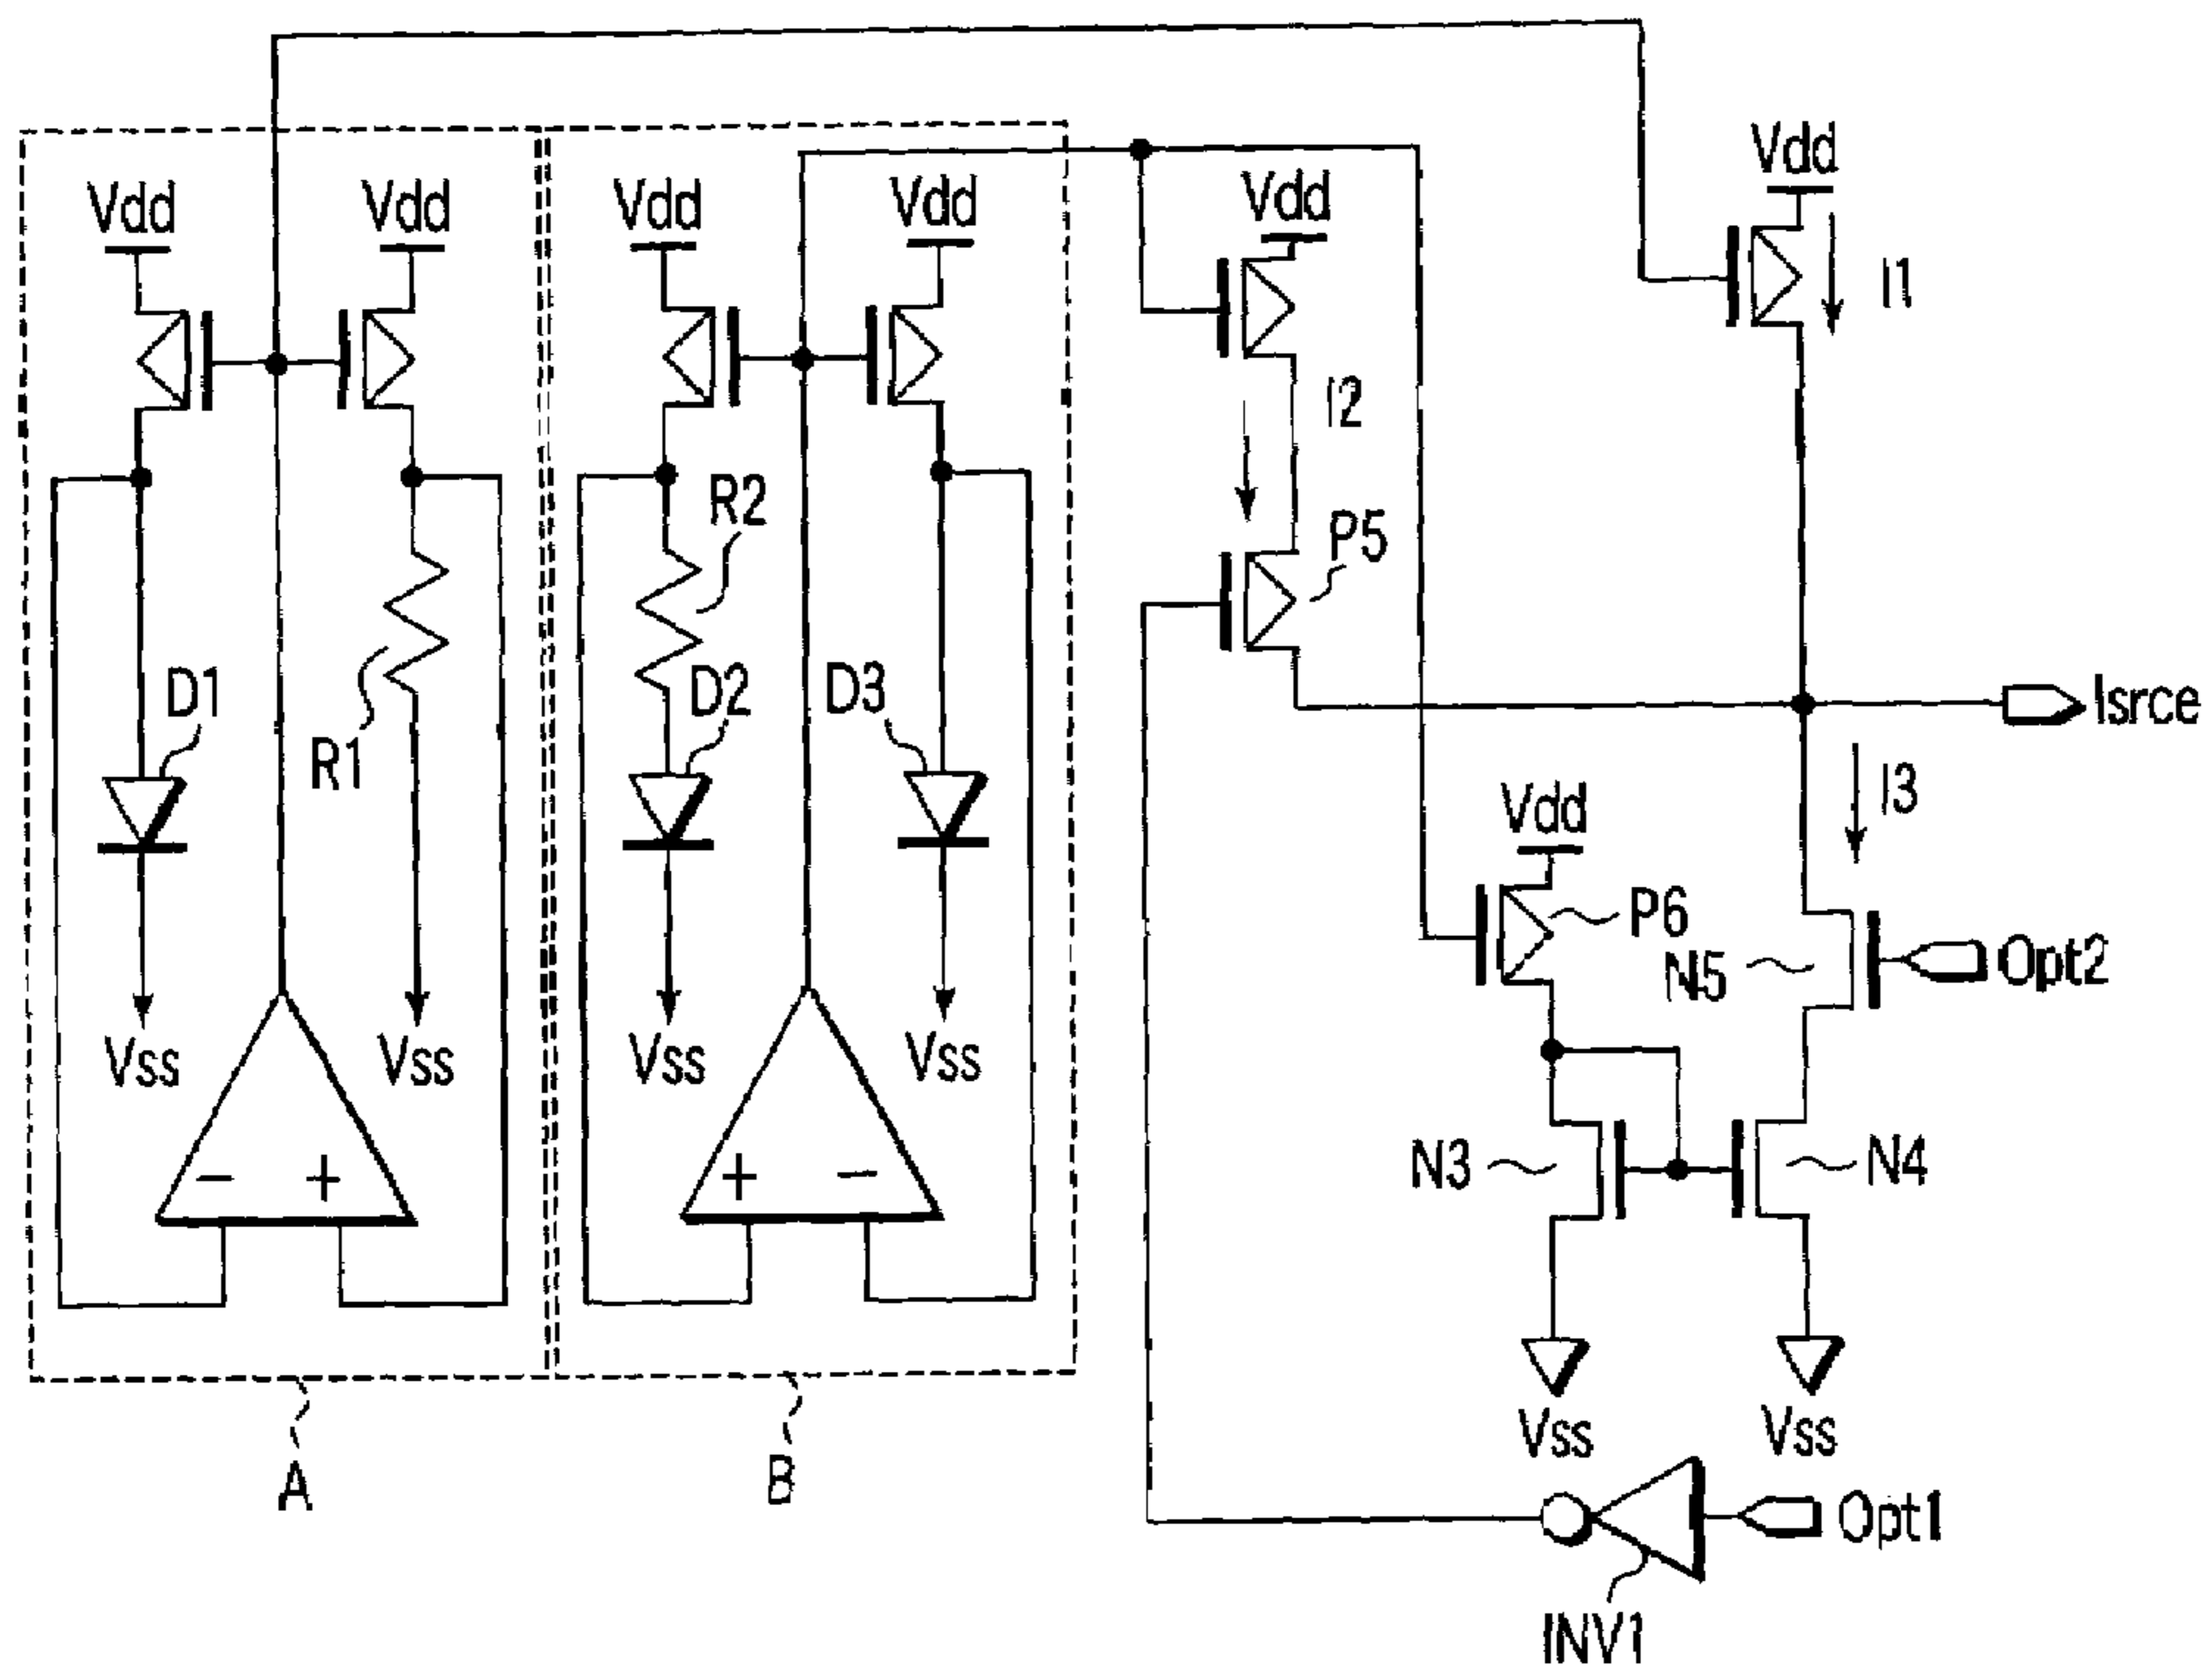 Vdd
Vdd
Vdd
Vdd
Vdd
Vdd
I1
I2
R2
P5
D1
R1
D2
D3
Isrce
I3
Vdd
P6
N5
Opt2
Vss
Vss
Vss
Vss
N3
N4
- +
+ -
Vss
Vss
A
B
Opt1
INV1